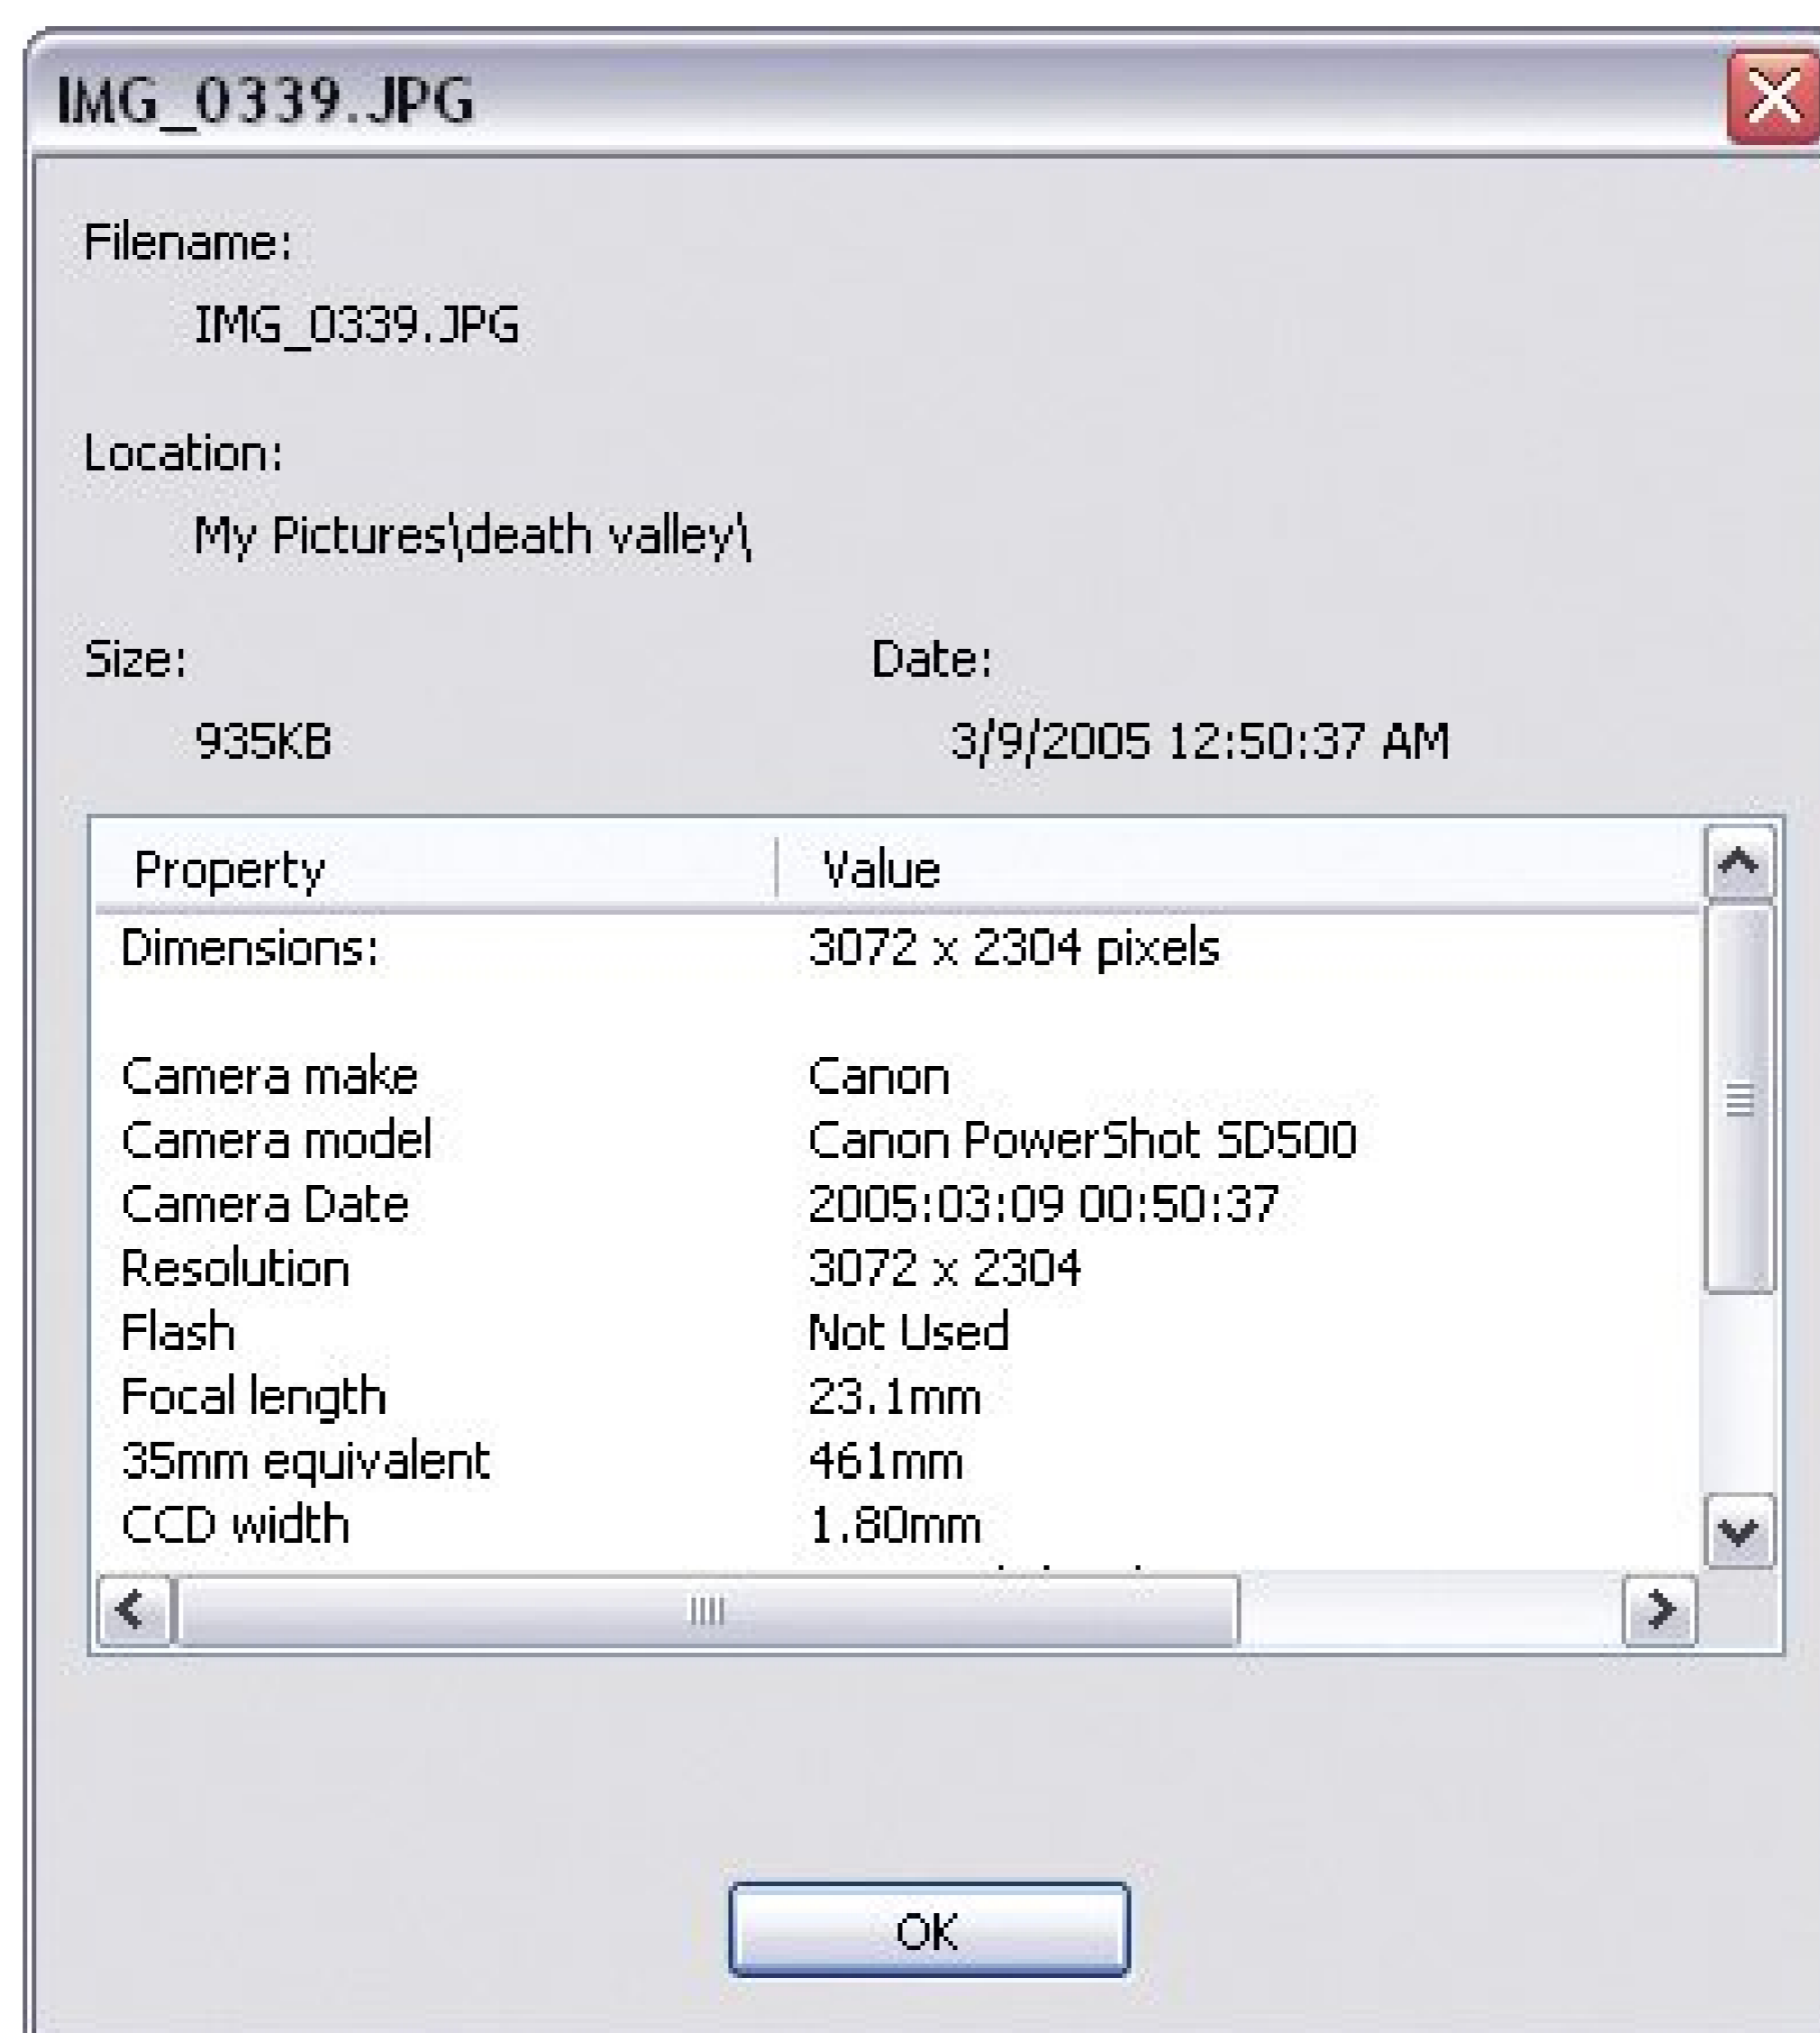 IMG_0339.JPG
Filename:
IMG_0339.JPG
Location:
My Pictures\death valley\
Size: Date:
935KB 3/9/2005 12:50:37 AM
Property Value
Dimensions: 3072 x 2304 pixels
Camera make Canon
Camera model Canon PowerShot SD500
Camera Date 2005:03:09 00:50:37
Resolution 3072 x 2304
Flash Not Used
Focal length 23.1mm
35mm equivalent 461mm
CCD width 1.80mm
OK